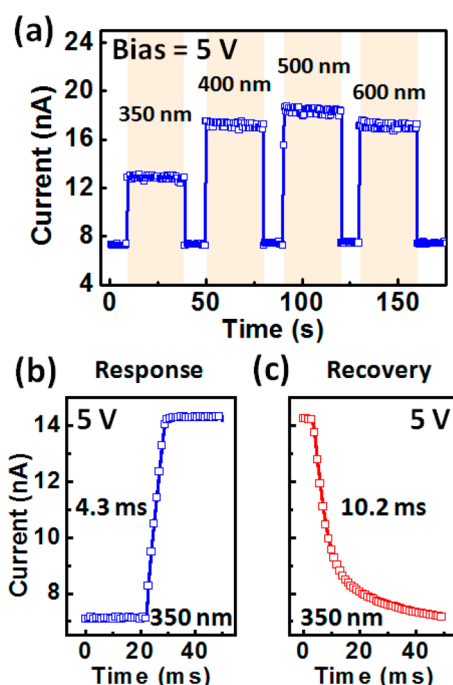 (a)
Bias = 5 V
350 nm
400 nm
500 nm
600 nm
24
20
16
12
8
4
Current (nA)
0
50
100
150
Time (s)
(b)
Response
5 V
4.3 ms
350 nm
14
12
10
8
Current (nA)
0
20
40
Time (ms)
(c)
Recovery
5 V
10.2 ms
350 nm
0
20
40
Time (ms)